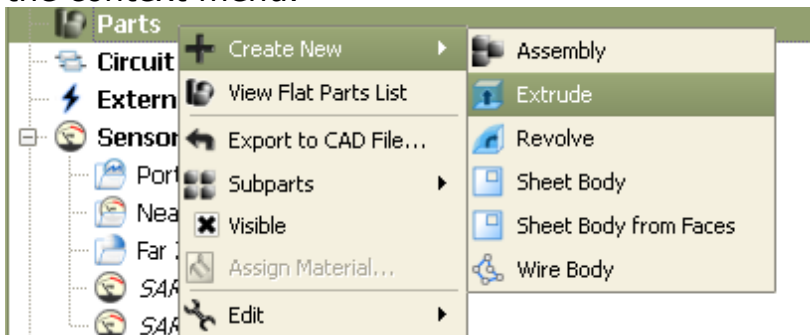 the context menu.
Parts
Circuit
Extern
Sensor
Port
Nea
Far
SAR
SAR
Create New
View Flat Parts List
Export to CAD File...
Subparts
Visible
Assign Material...
Edit
Assembly
Extrude
Revolve
Sheet Body
Sheet Body from Faces
Wire Body